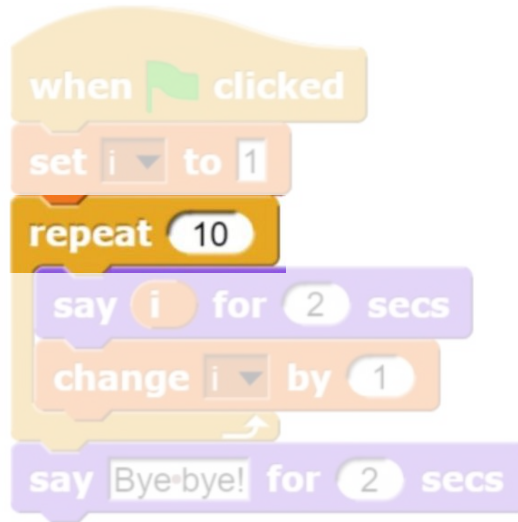 when clicked
set i to 1
repeat 10
say i for 2 secs
change i by 1
say Bye bye! for 2 secs